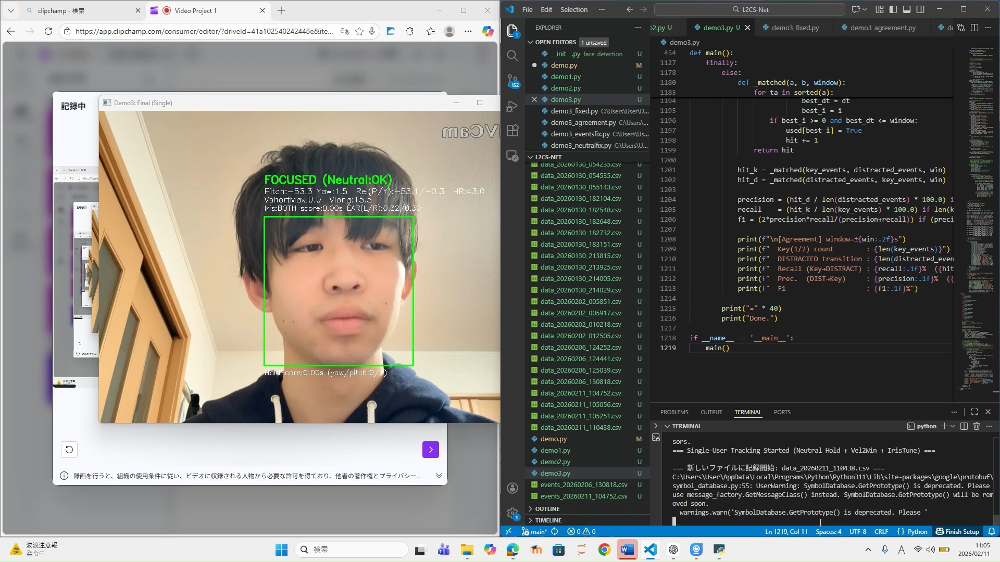 clipchamp - 検索
Video Project 1
https://app.clipchamp.com/consumer/editor/?driveId=41a102540242448e&ite...
記録中
Demo3: Final (Single)
iVCam
FOCUSED (Neutral:OK)
Pitch:-53.3 Yaw:1.5 Rel(P/Y):-53.1/+0.3 HR:43.0
VshortMax:0.0 Vlong:15.5
Iris:BOTH score:0.00s EAR(L/R):0.32/0.30
HoldScore:0.00s (yaw/pitch:0/1)
録画を行うと、組織の使用条件に従い、ビデオに収録される人物から必要な許可を得ており、他者の著作権とプライバシー...
File Edit Selection ...
L2CS-Net
EXPLORER
OPEN EDITORS 1 unsaved
__init__.py face_detection U
demo.py M
demo1.py U
demo2.py U
demo3.py U
demo3_fixed.py C:\Users\User\D...
demo3_agreement.py C:\Users\...
demo3_eventsfix.py C:\Users\Us...
demo3_neutralfix.py C:\Users\U...
L2CS-NET
data_20260130_054235.csv U
data_20260130_054535.csv U
data_20260130_055143.csv U
data_20260130_182104.csv U
data_20260130_182548.csv U
data_20260130_182648.csv U
data_20260130_182732.csv U
data_20260130_183151.csv U
data_20260130_213815.csv U
data_20260130_213925.csv U
data_20260130_214005.csv U
data_20260130_214029.csv U
data_20260202_005851.csv U
data_20260202_005917.csv U
data_20260202_010218.csv U
data_20260202_012505.csv U
data_20260206_124252.csv U
data_20260206_124441.csv U
data_20260206_125039.csv U
data_20260206_130818.csv U
data_20260211_104752.csv U
data_20260211_105056.csv U
data_20260211_105251.csv U
data_20260211_110438.csv U
demo.py M
demo1.py U
demo2.py U
demo3.py U
events_20260206_130818.csv U
events_20260211_104752.csv U
OUTLINE
TIMELINE
o2.py U demo3.py U demo3_fixed.py demo3_agreement.py de
demo3.py
454 def main():
1127 finally:
1178 else:
1180 def _matched(a, b, window):
1185 for ta in sorted(a):
1194 best_dt = dt
1195 best_i = i
1196 if best_i >= 0 and best_dt <= window:
1197 used[best_i] = True
1198 hit += 1
1199 return hit
1200
1201 hit_k = _matched(key_events, distracted_events, win)
1202 hit_d = _matched(distracted_events, key_events, win)
1203
1204 precision = (hit_d / len(distracted_events) * 100.0) i
1205 recall = (hit_k / len(key_events) * 100.0) if len(k
1206 f1 = (2*precision*recall/(precision+recall)) if (preci
1207
1208 print(f"\n[Agreement] window=±{win:.2f}s")
1209 print(f" Key(1/2) count : {len(key_events)}")
1210 print(f" DISTRACTED transition : {len(distracted_even
1211 print(f" Recall (Key→DISTRACT) : {recall:.1f}% ({hit
1212 print(f" Prec. (DIST→Key) : {precision:.1f}% ({
1213 print(f" F1 : {f1:.1f}%")
1214
1215 print("=" * 40)
1216 print("Done.")
1217
1218 if __name__ == '__main__':
1219 main()
PROBLEMS OUTPUT TERMINAL PORTS
TERMINAL python
sors.
=== Single-User Tracking Started (Neutral Hold + Vel2Win + IrisTune) ===
=== 新しいファイルに記録開始: data_20260211_110438.csv ===
C:\Users\User\AppData\Local\Programs\Python\Python311\Lib\site-packages\google\protobuf\
symbol_database.py:55: UserWarning: SymbolDatabase.GetPrototype() is deprecated. Please
use message_factory.GetMessageClass() instead. SymbolDatabase.GetPrototype() will be rem
oved soon.
warnings.warn('SymbolDatabase.GetPrototype() is deprecated. Please '
152
1
1
main* 0 0 Ln 1219, Col 11 Spaces: 4 UTF-8 CRLF { } Python Finish Setup
波浪注意報
発令中
検索
A
11:05
2026/02/11